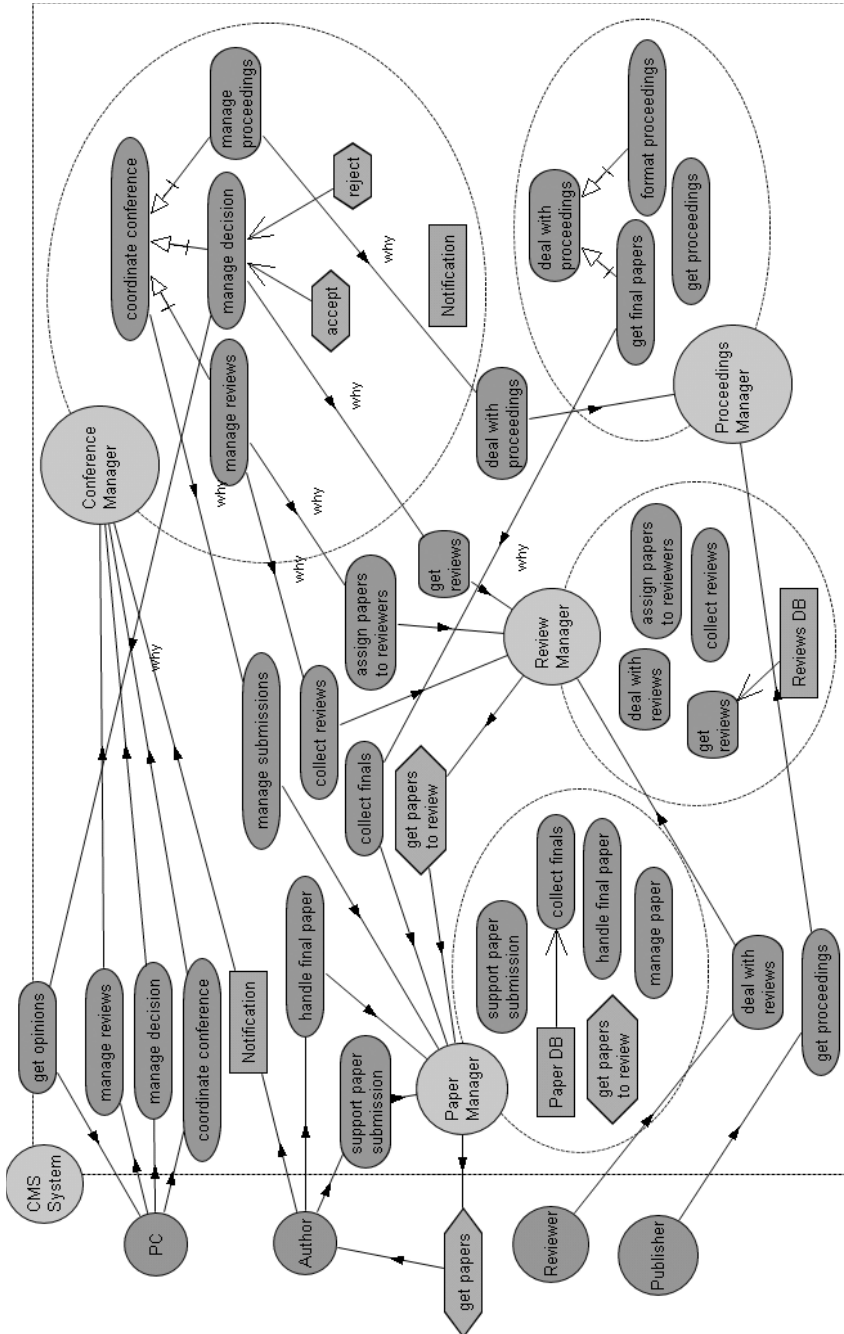 CMS
System
PC
Author
get papers
Reviewer
Publisher
get opinions
manage reviews
manage decision
coordinate conference
Notification
handle final paper
support paper
submission
Paper
Manager
support paper
submission
Paper DB
collect finals
get papers
to review
handle final paper
manage paper
deal with
reviews
get proceedings
why
manage submissions
collect reviews
collect finals
get papers
to review
assign papers
to reviewers
get
reviews
Review
Manager
deal with
reviews
assign papers
to reviewers
get
reviews
collect reviews
Reviews DB
Conference
Manager
why
why
why
why
why
why
coordinate conference
manage reviews
manage decision
manage
proceedings
accept
reject
Notification
deal with
proceedings
Proceedings
Manager
deal with
proceedings
get final papers
format proceedings
get proceedings